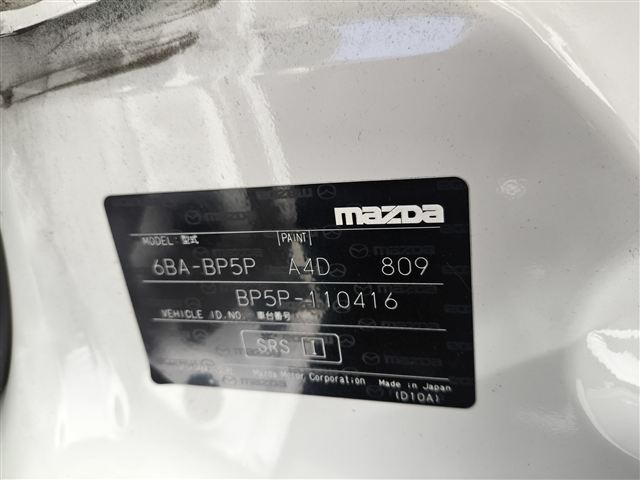 mazda
MODEL: 型式 PAINT
6BA-BP5P A4D 809
BP5P-110416
VEHICLE ID.NO. 車台番号
SRS I
Mazda Motor Corporation Made in Japan
(D10A)